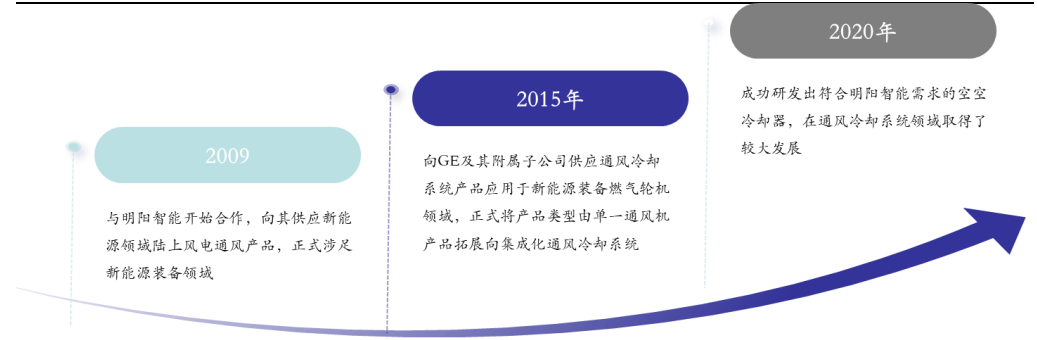 2009
与明阳智能开始合作，向其供应新能
源领域陆上风电通风产品，正式涉足
新能源装备领域
2015年
向GE及其附属子公司供应通风冷却
系统产品应用于新能源装备燃气轮机
领域，正式将产品类型由单一通风机
产品拓展向集成化通风冷却系统
2020年
成功研发出符合明阳智能需求的空空
冷却器，在通风冷却系统领域取得了
较大发展